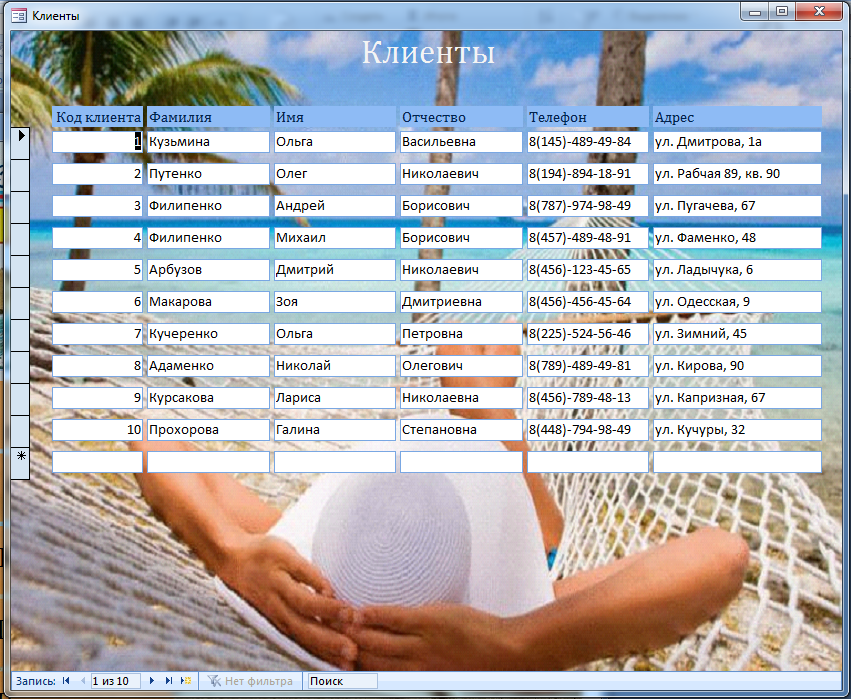 Клиенты
Клиенты
Код клиента Фамилия Имя Отчество Телефон Адрес
1 Кузьмина Ольга Васильевна 8(145)-489-49-84 ул. Дмитрова, 1а
2 Путенко Олег Николаевич 8(194)-894-18-91 ул. Рабчая 89, кв. 90
3 Филипенко Андрей Борисович 8(787)-974-98-49 ул. Пугачева, 67
4 Филипенко Михаил Борисович 8(457)-489-48-91 ул. Фаменко, 48
5 Арбузов Дмитрий Николаевич 8(456)-123-45-65 ул. Ладычука, 6
6 Макарова Зоя Дмитриевна 8(456)-456-45-64 ул. Одесская, 9
7 Кучеренко Ольга Петровна 8(225)-524-56-46 ул. Зимний, 45
8 Адаменко Николай Олегович 8(789)-489-49-81 ул. Кирова, 90
9 Курсакова Лариса Николаевна 8(456)-789-48-13 ул. Капризная, 67
10 Прохорова Галина Степановна 8(448)-794-98-49 ул. Кучуры, 32
Запись: 1 из 10 Нет фильтра Поиск